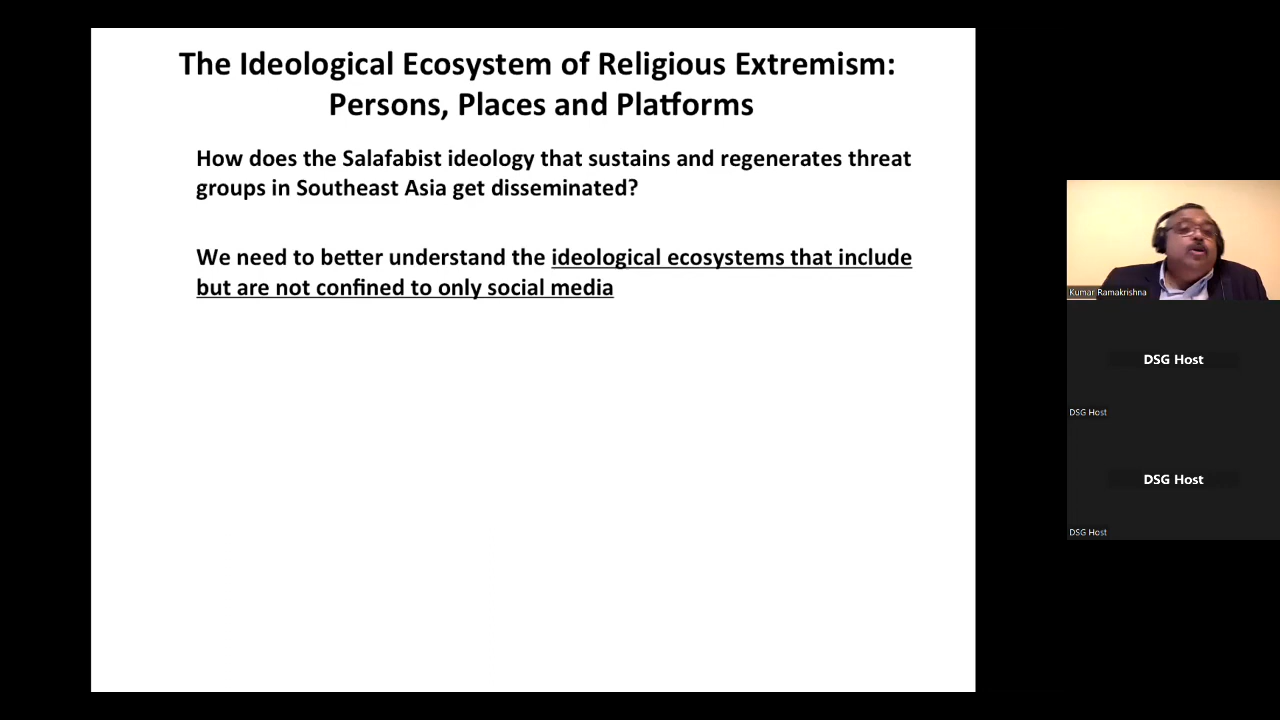 The Ideological Ecosystem of Religious Extremism:
Persons, Places and Platforms
How does the Salafabist ideology that sustains and regenerates threat
groups in Southeast Asia get disseminated?
We need to better understand the ideological ecosystems that include
but are not confined to only social media
Kumar Ramakrishna
DSG Host
DSG Host
DSG Host
DSG Host